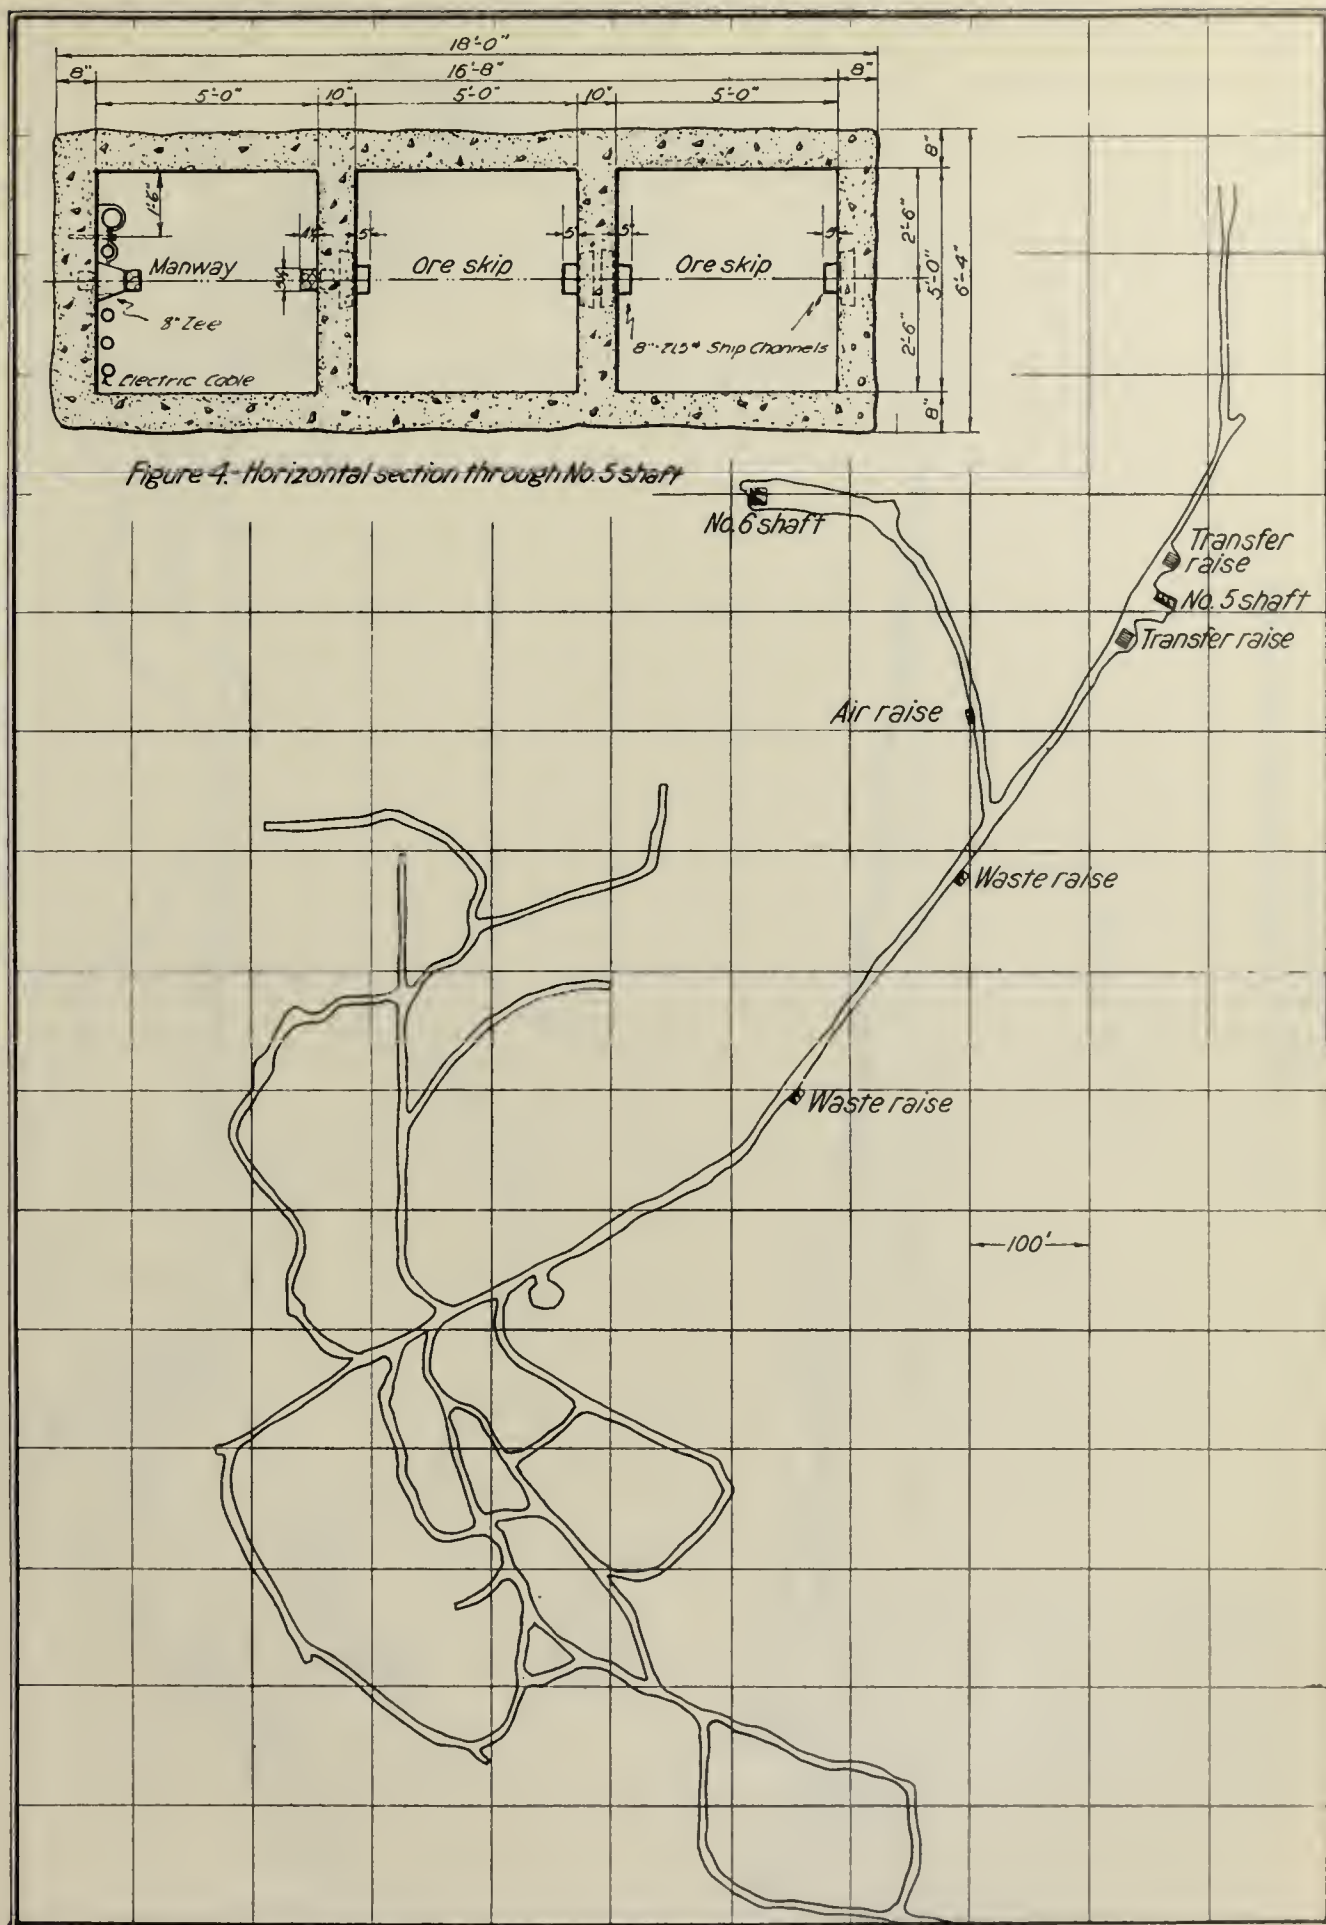 18'-0"
8" 16'-8" 8"
5'-0" 10" 5'-0" 10" 5'-0"
8"
1'-6"
2'-6"
5" 5" 5" 5"
Manway Ore skip Ore skip
5'-0" 6'-4"
8" Zee
2'-6"
Ship Channels
Electric Cable
8"
Figure 4.-Horizontal section through No. 5 shaft
No. 6 shaft
Transfer
raise
No. 5 shaft
Transfer raise
Air raise
Waste raise
Waste raise
100'